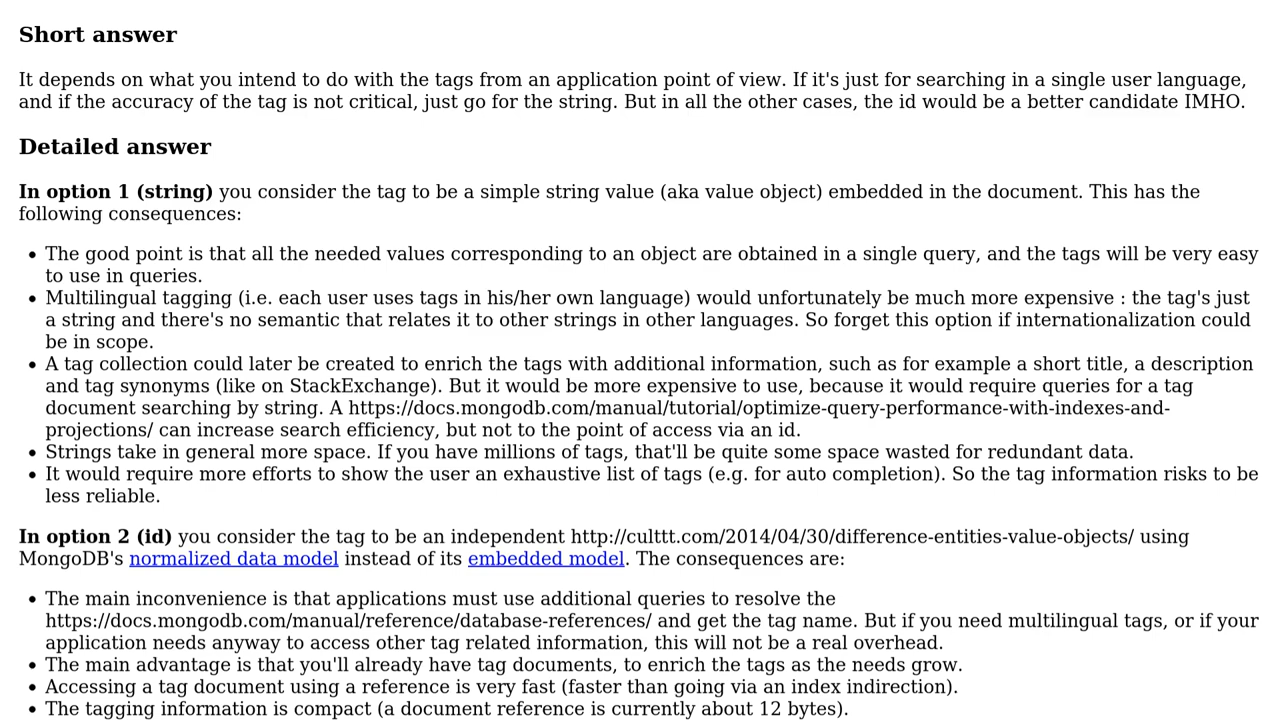 Short answer
It depends on what you intend to do with the tags from an application point of view. If it's just for searching in a single user language,
and if the accuracy of the tag is not critical, just go for the string. But in all the other cases, the id would be a better candidate IMHO.
Detailed answer
In option 1 (string) you consider the tag to be a simple string value (aka value object) embedded in the document. This has the
following consequences:
• The good point is that all the needed values corresponding to an object are obtained in a single query, and the tags will be very easy
to use in queries.
• Multilingual tagging (i.e. each user uses tags in his/her own language) would unfortunately be much more expensive : the tag's just
a string and there's no semantic that relates it to other strings in other languages. So forget this option if internationalization could
be in scope.
• A tag collection could later be created to enrich the tags with additional information, such as for example a short title, a description
and tag synonyms (like on StackExchange). But it would be more expensive to use, because it would require queries for a tag
document searching by string. A https://docs.mongodb.com/manual/tutorial/optimize-query-performance-with-indexes-and-
projections/ can increase search efficiency, but not to the point of access via an id.
• Strings take in general more space. If you have millions of tags, that'll be quite some space wasted for redundant data.
• It would require more efforts to show the user an exhaustive list of tags (e.g. for auto completion). So the tag information risks to be
less reliable.
In option 2 (id) you consider the tag to be an independent http://culttt.com/2014/04/30/difference-entities-value-objects/ using
MongoDB's normalized data model instead of its embedded model. The consequences are:
• The main inconvenience is that applications must use additional queries to resolve the
https://docs.mongodb.com/manual/reference/database-references/ and get the tag name. But if you need multilingual tags, or if your
application needs anyway to access other tag related information, this will not be a real overhead.
• The main advantage is that you'll already have tag documents, to enrich the tags as the needs grow.
• Accessing a tag document using a reference is very fast (faster than going via an index indirection).
• The tagging information is compact (a document reference is currently about 12 bytes).